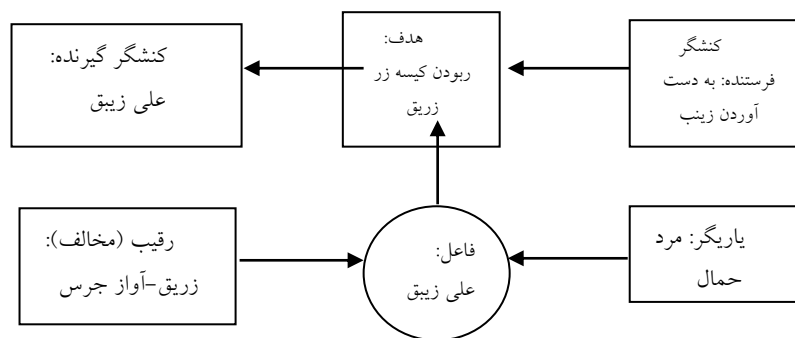 کنشگر
فرستنده: به دست
آوردن زینب
هدف:
ربودن کیسه زر
زریق
کنشگر گیرنده:
علی زیبق
یاریگر: مرد
حمال
فاعل:
علی زیبق
رقیب (مخالف):
زریق-آواز جرس